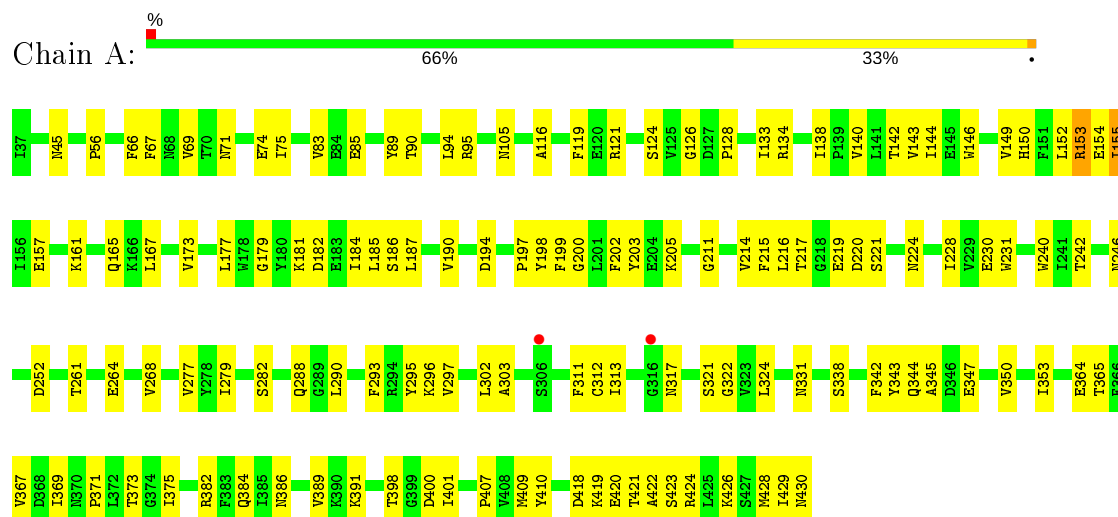 %
Chain A:
66% 33% •
I37 N45 P56 F66 F67 N68 V69 T70 N71 E74 I75 V83 E84 E85 Y89 T90 L94 R95 N105 A116 F119 E120 R121 S124 V125 G126 D127 P128 I133 R134 I138 P139 V140 L141 T142 V143 I144 E145 W146 V149 H150 F151 L152 R153 E154 I155
I156 E157 K161 Q165 K166 L167 V173 L177 W178 G179 Y180 K181 D182 E183 I184 L185 S186 L187 V190 D194 P197 Y198 F199 G200 L201 F202 Y203 E204 K205 G211 V214 F215 L216 T217 G218 E219 D220 S221 N224 I228 V229 E230 W231 W240 I241 T242 N246
D252 T261 E264 V268 V277 Y278 I279 S282 Q288 G289 L290 F293 R294 Y295 K296 V297 L302 A303 S306 F311 C312 I313 G316 N317 S321 G322 V323 L324 N331 S338 F342 Y343 Q344 A345 D346 E347 V350 I353 E364 T365 E366
V367 D368 I369 N370 P371 L372 T373 G374 I375 R382 F383 Q384 I385 N386 V389 K390 K391 T398 G399 D400 I401 P407 V408 M409 Y410 D418 K419 E420 T421 A422 S423 R424 L425 K426 S427 M428 I429 N430